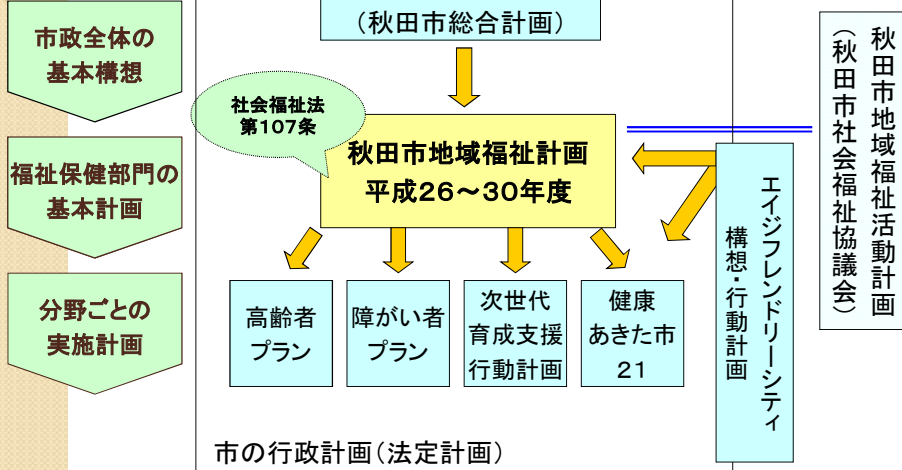 市政全体の
基本構想
福祉保健部門の
基本計画
分野ごとの
実施計画
（秋田市総合計画）
社会福祉法
第１０７条
秋田市地域福祉計画
平成２６～３０年度
高齢者
プラン
障がい者
プラン
次世代
育成支援
行動計画
健康
あきた市
２１
エイジフレンドリーシティ
構想・行動計画
秋田市地域福祉活動計画
（秋田市社会福祉協議会）
市の行政計画（法定計画）